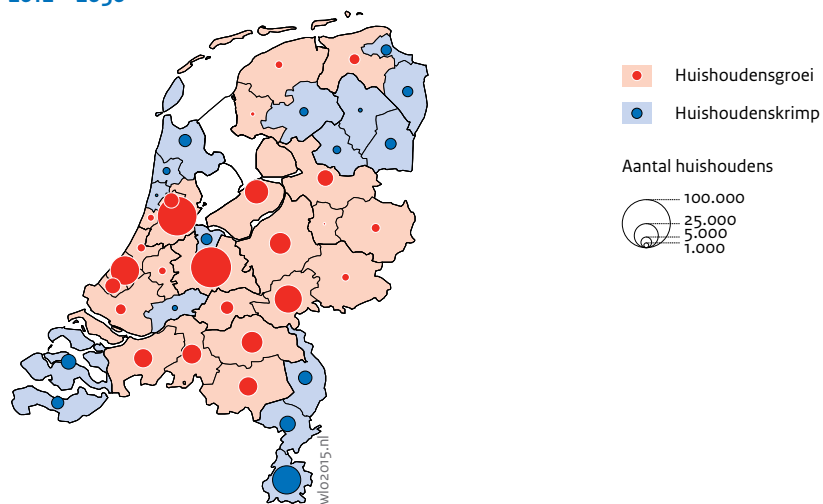 Huishoudensgroei
Huishoudenskrimp
Aantal huishoudens
100.000
25.000
5.000
1.000
wlo2015.nl